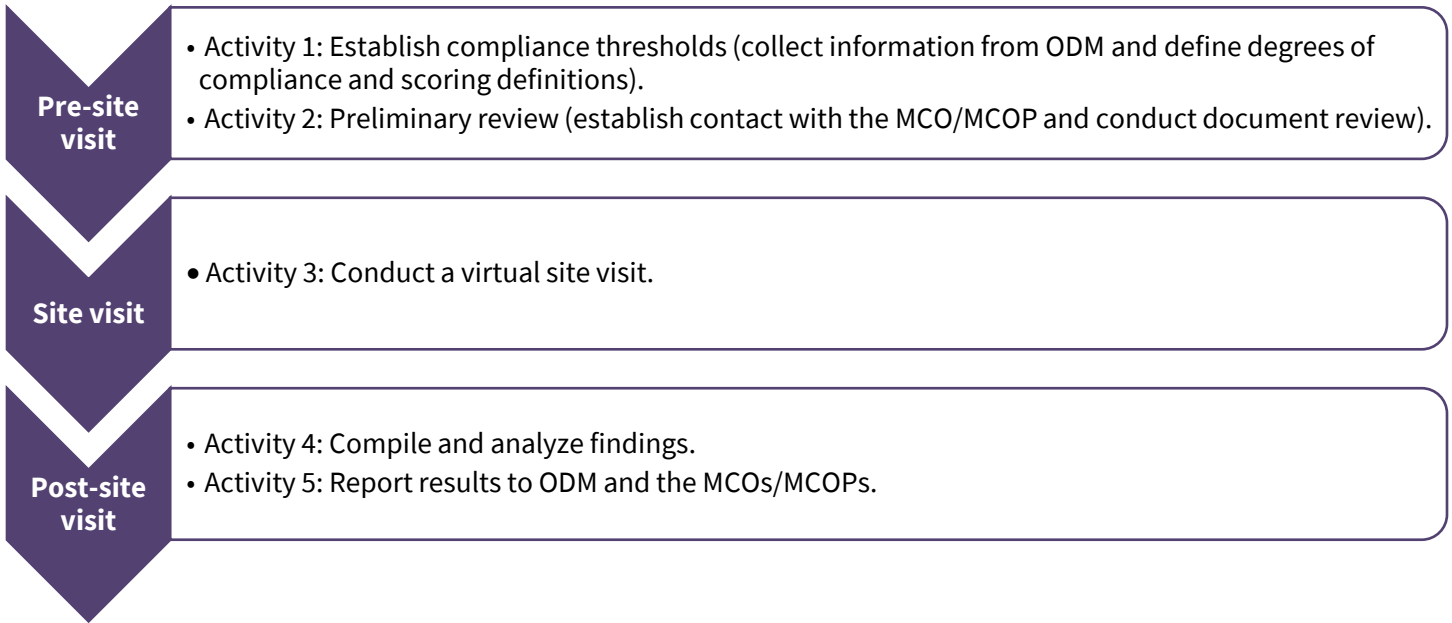 Pre-site
visit
• Activity 1: Establish compliance thresholds (collect information from ODM and define degrees of
compliance and scoring definitions).
• Activity 2: Preliminary review (establish contact with the MCO/MCOP and conduct document review).
Site visit
• Activity 3: Conduct a virtual site visit.
Post-site
visit
• Activity 4: Compile and analyze findings.
• Activity 5: Report results to ODM and the MCOs/MCOPs.